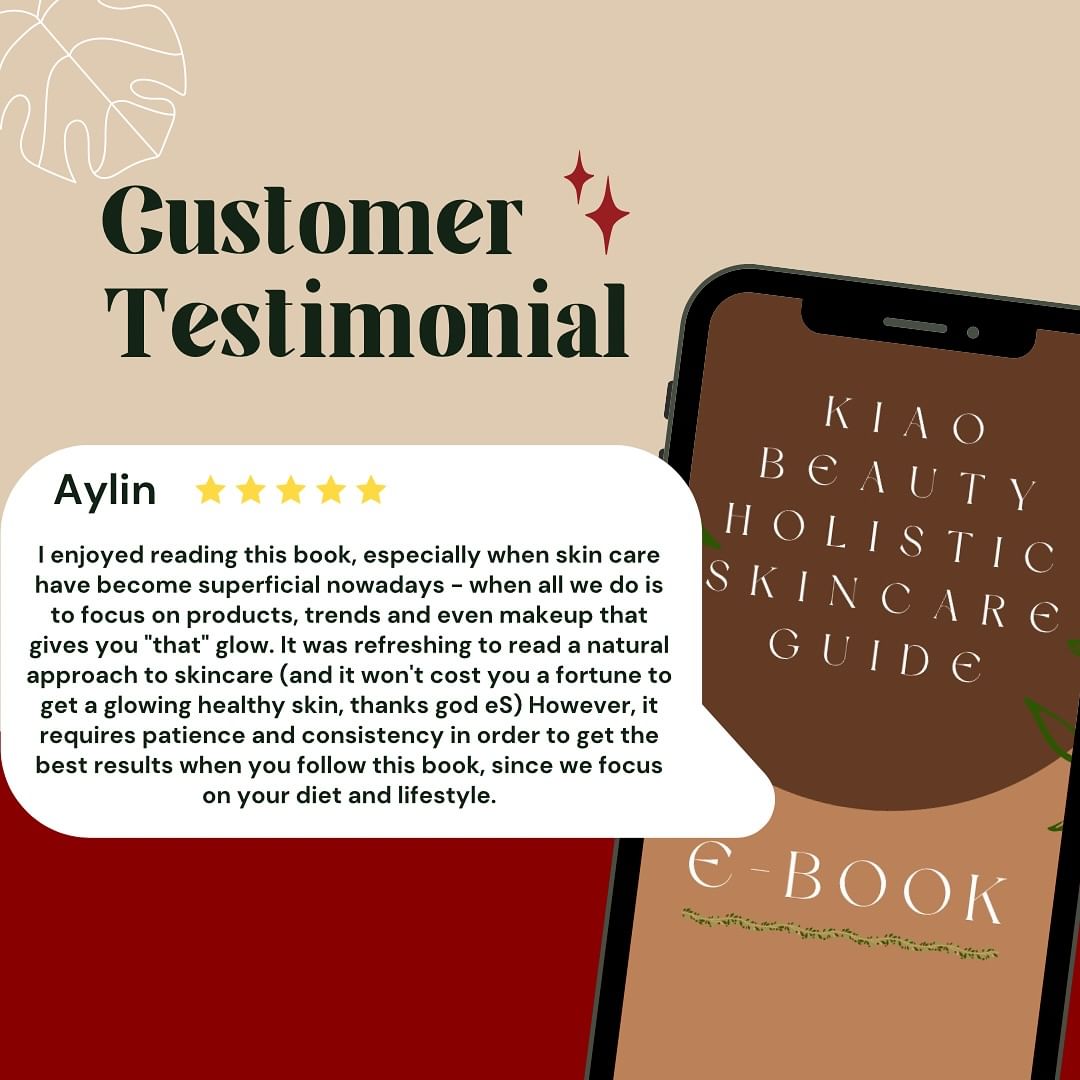 Customer
Testimonial
Aylin
I enjoyed reading this book, especially when skin care
have become superficial nowadays - when all we do is
to focus on products, trends and even makeup that
gives you "that" glow. It was refreshing to read a natural
approach to skincare (and it won't cost you a fortune to
get a glowing healthy skin, thanks god eS) However, it
requires patience and consistency in order to get the
best results when you follow this book, since we focus
on your diet and lifestyle.
KIAO
BEAUTY
HOLISTIC
SKINCARE
GUIDE
E-BOOK